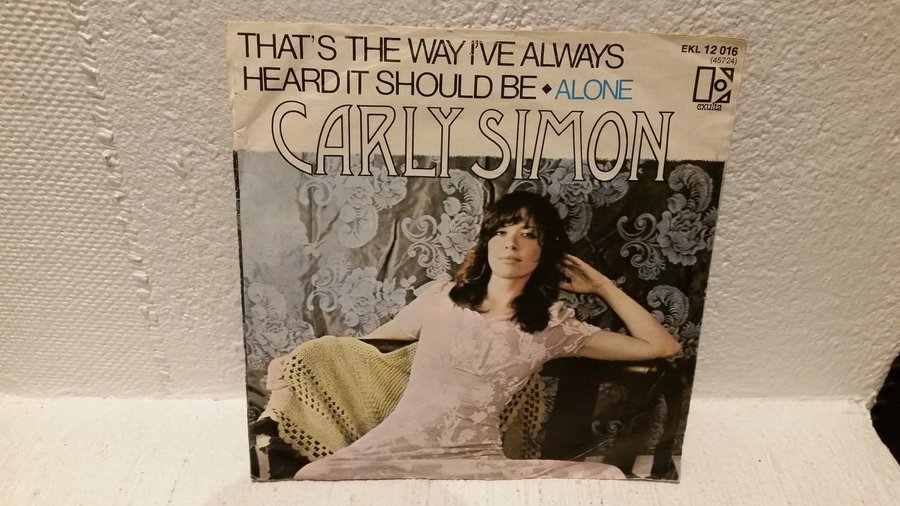 THAT'S THE WAY I'VE ALWAYS
HEARD IT SHOULD BE ◆ ALONE
EKL 12 016
(45724)
exulta
CARLY SIMON